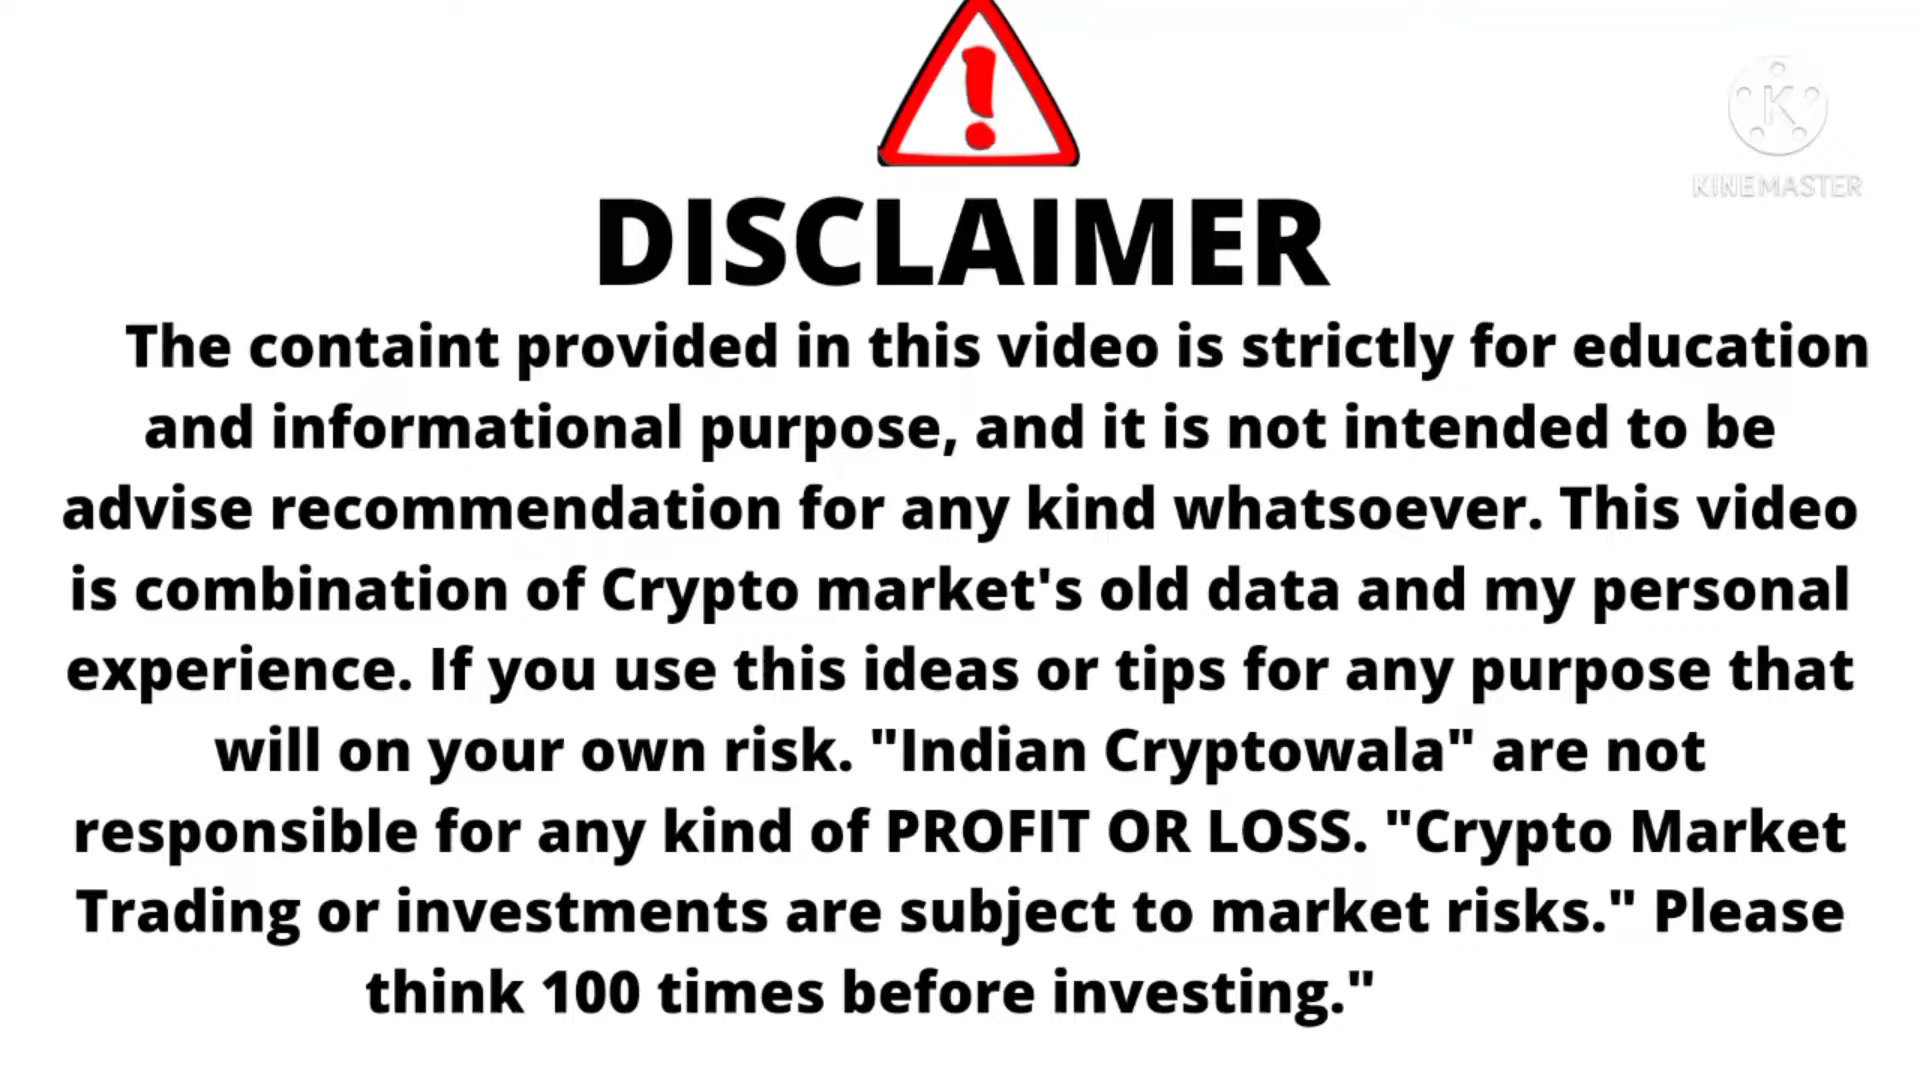 KINEMASTER
DISCLAIMER
The containt provided in this video is strictly for education
and informational purpose, and it is not intended to be
advise recommendation for any kind whatsoever. This video
is combination of Crypto market's old data and my personal
experience. If you use this ideas or tips for any purpose that
will on your own risk. "Indian Cryptowala" are not
responsible for any kind of PROFIT OR LOSS. "Crypto Market
Trading or investments are subject to market risks." Please
think 100 times before investing."